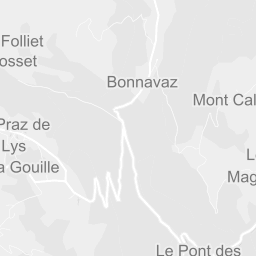 Folliet
osset
Bonnavaz
Mont Cal
Praz de
Lys
a Gouille
L
Mag
Le Pont des